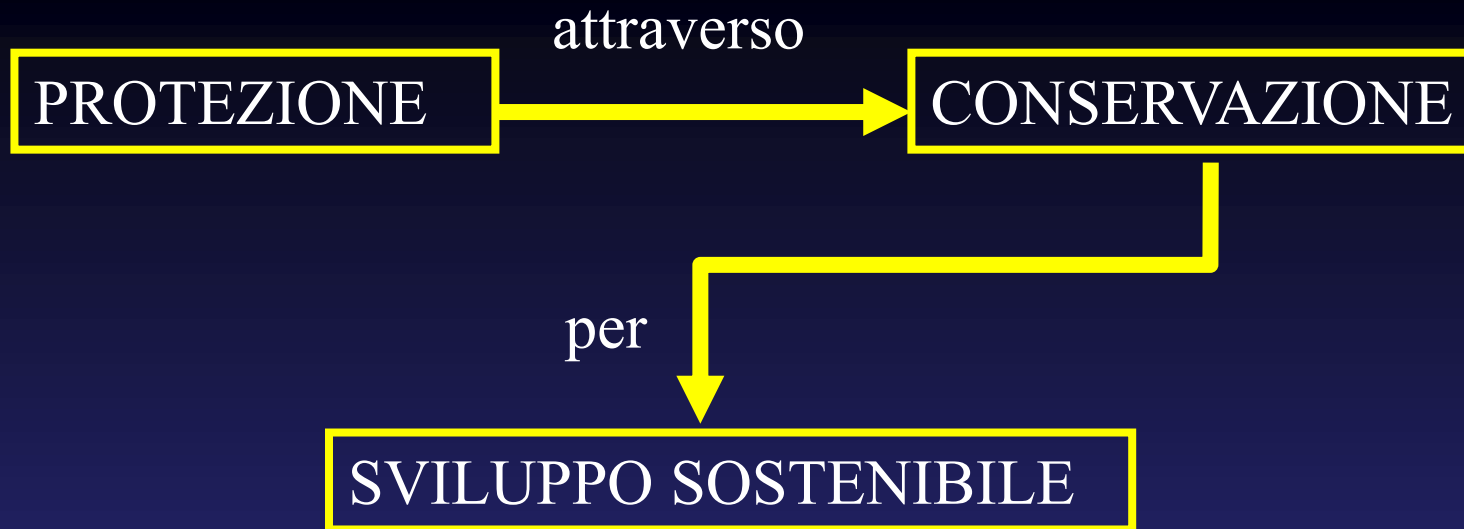 attraverso
PROTEZIONE
CONSERVAZIONE
per
SVILUPPO SOSTENIBILE